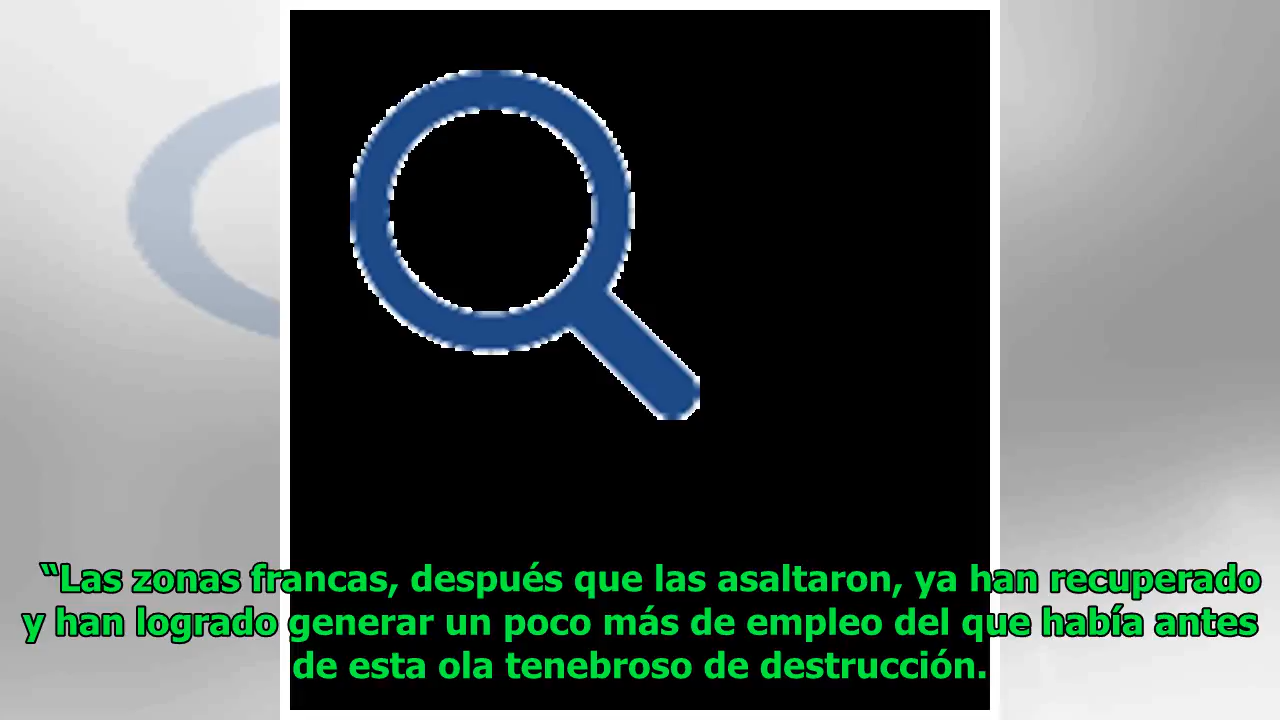 “Las zonas francas, después que las asaltaron, ya han recuperado
y han logrado generar un poco más de empleo del que había antes
de esta ola tenebroso de destrucción.